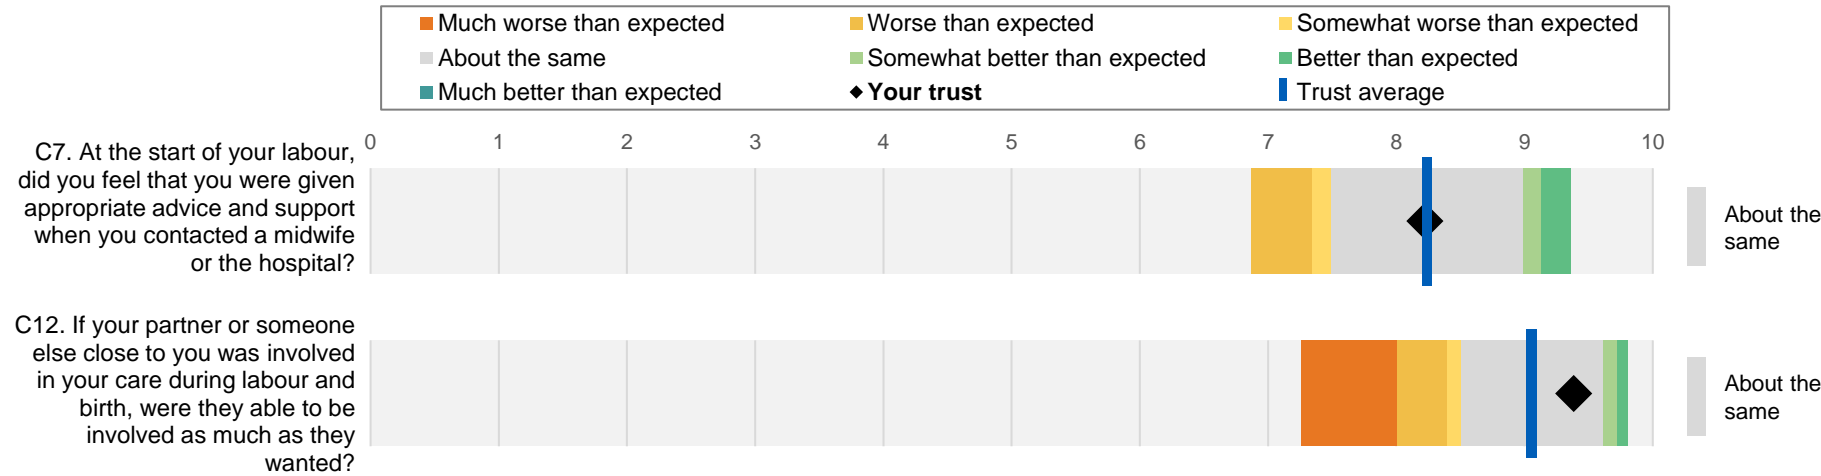 Much worse than expected
Worse than expected
Somewhat worse than expected
About the same
Somewhat better than expected
Better than expected
Much better than expected
Your trust
Trust average
0 1 2 3 4 5 6 7 8 9 10
C7. At the start of your labour,
did you feel that you were given
appropriate advice and support
when you contacted a midwife
or the hospital?
About the
same
C12. If your partner or someone
else close to you was involved
in your care during labour and
birth, were they able to be
involved as much as they
wanted?
About the
same